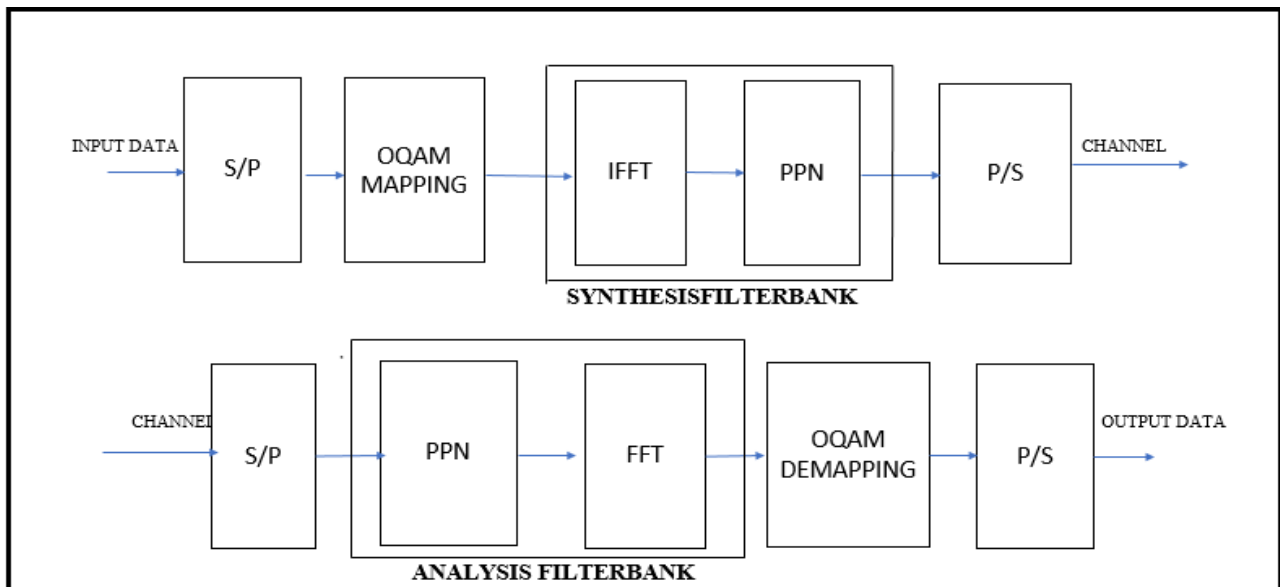 INPUT DATA
S/P
OQAM
MAPPING
IFFT
PPN
P/S
CHANNEL
SYNTHESISFILTERBANK
CHANNEL
S/P
PPN
FFT
OQAM
DEMAPPING
P/S
OUTPUT DATA
ANALYSIS FILTERBANK